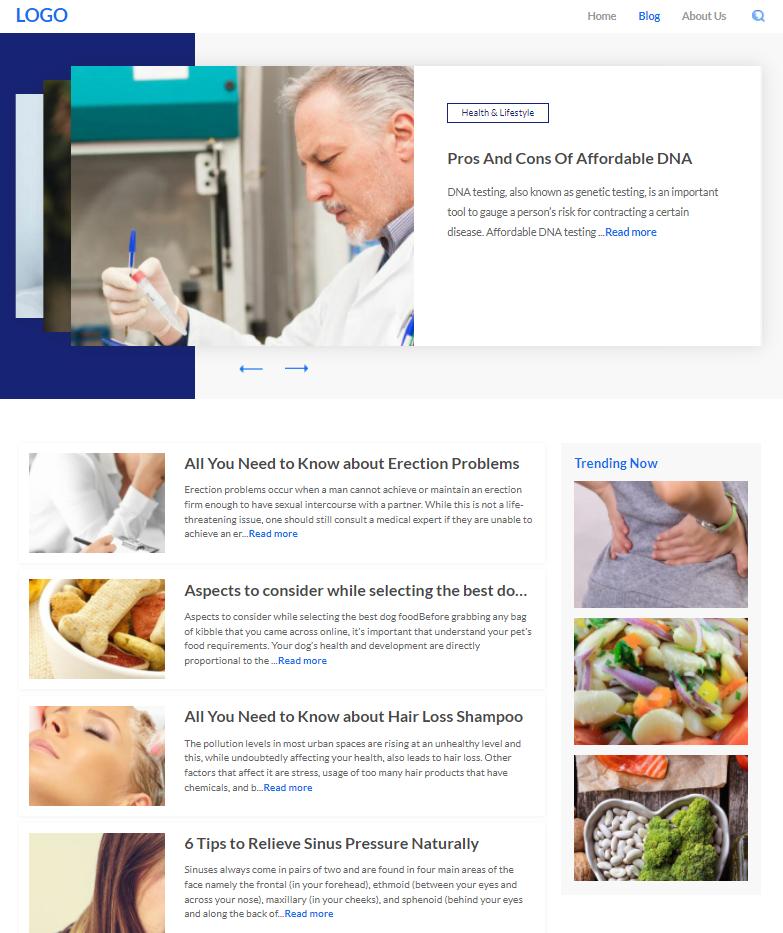 LOGO
Home Blog About Us
Health & Lifestyle
Pros And Cons Of Affordable DNA
DNA testing, also known as genetic testing, is an important
tool to gauge a person's risk for contracting a certain
disease. Affordable DNA testing ...Read more
All You Need to Know about Erection Problems
Erection problems occur when a man cannot achieve or maintain an erection
firm enough to have sexual intercourse with a partner. While this is not a life-
threatening issue, one should still consult a medical expert if they are unable to
achieve an er...Read more
Aspects to consider while selecting the best do...
Aspects to consider while selecting the best dog foodBefore grabbing any bag
of kibble that you came across online, it's important that understand your pet's
food requirements. Your dog's health and development are directly
proportional to the ...Read more
All You Need to Know about Hair Loss Shampoo
The pollution levels in most urban spaces are rising at an unhealthy level and
this, while undoubtedly affecting your health, also leads to hair loss. Other
factors that affect it are stress, usage of too many hair products that have
chemicals, and b...Read more
6 Tips to Relieve Sinus Pressure Naturally
Sinuses always come in pairs of two and are found in four main areas of the
face namely the frontal (in your forehead), ethmoid (between your eyes and
across your nose), maxillary (in your cheeks), and sphenoid (behind your eyes
and along the back of...Read more
Trending Now